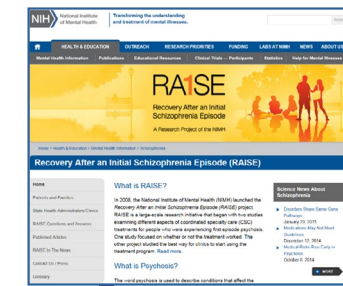 NIH National Institute of Mental Health
Transforming the understanding
and treatment of mental illnesses.
HEALTH & EDUCATION OUTREACH RESEARCH PRIORITIES FUNDING LABS AT NIMH NEWS ABOUT US
Mental Health Information Publications Educational Resources Clinical Trials — Participants Statistics Help for Mental Illnesses
RA1SE
Recovery After an Initial
Schizophrenia Episode
A Research Project of the NIMH
Home > Health & Education > Mental Health Information > Schizophrenia
Recovery After an Initial Schizophrenia Episode (RAISE)
Home
Patients and Families
State Health Administrators/Clinics
RAISE Questions and Answers
Published Articles
RAISE In The News
Contact Us / Press
Glossary
What is RAISE?
In 2008, the National Institute of Mental Health (NIMH) launched the
Recovery After an Initial Schizophrenia Episode (RAISE) project.
RAISE is a large-scale research initiative that began with two studies
examining different aspects of coordinated specialty care (CSC)
treatments for people who were experiencing first episode psychosis.
One study focused on whether or not the treatment worked. The
other project studied the best way for clinics to start using the
treatment program. Read more.
What is Psychosis?
The word psychosis is used to describe conditions that affect the
Science News About
Schizophrenia
Disorders Share Same Gene
Pathways
January 23, 2015
Medications May Not Meet
Guidelines
December 12, 2014
Medical Risks Rise Early in
Psychosis
October 8, 2014
MORE